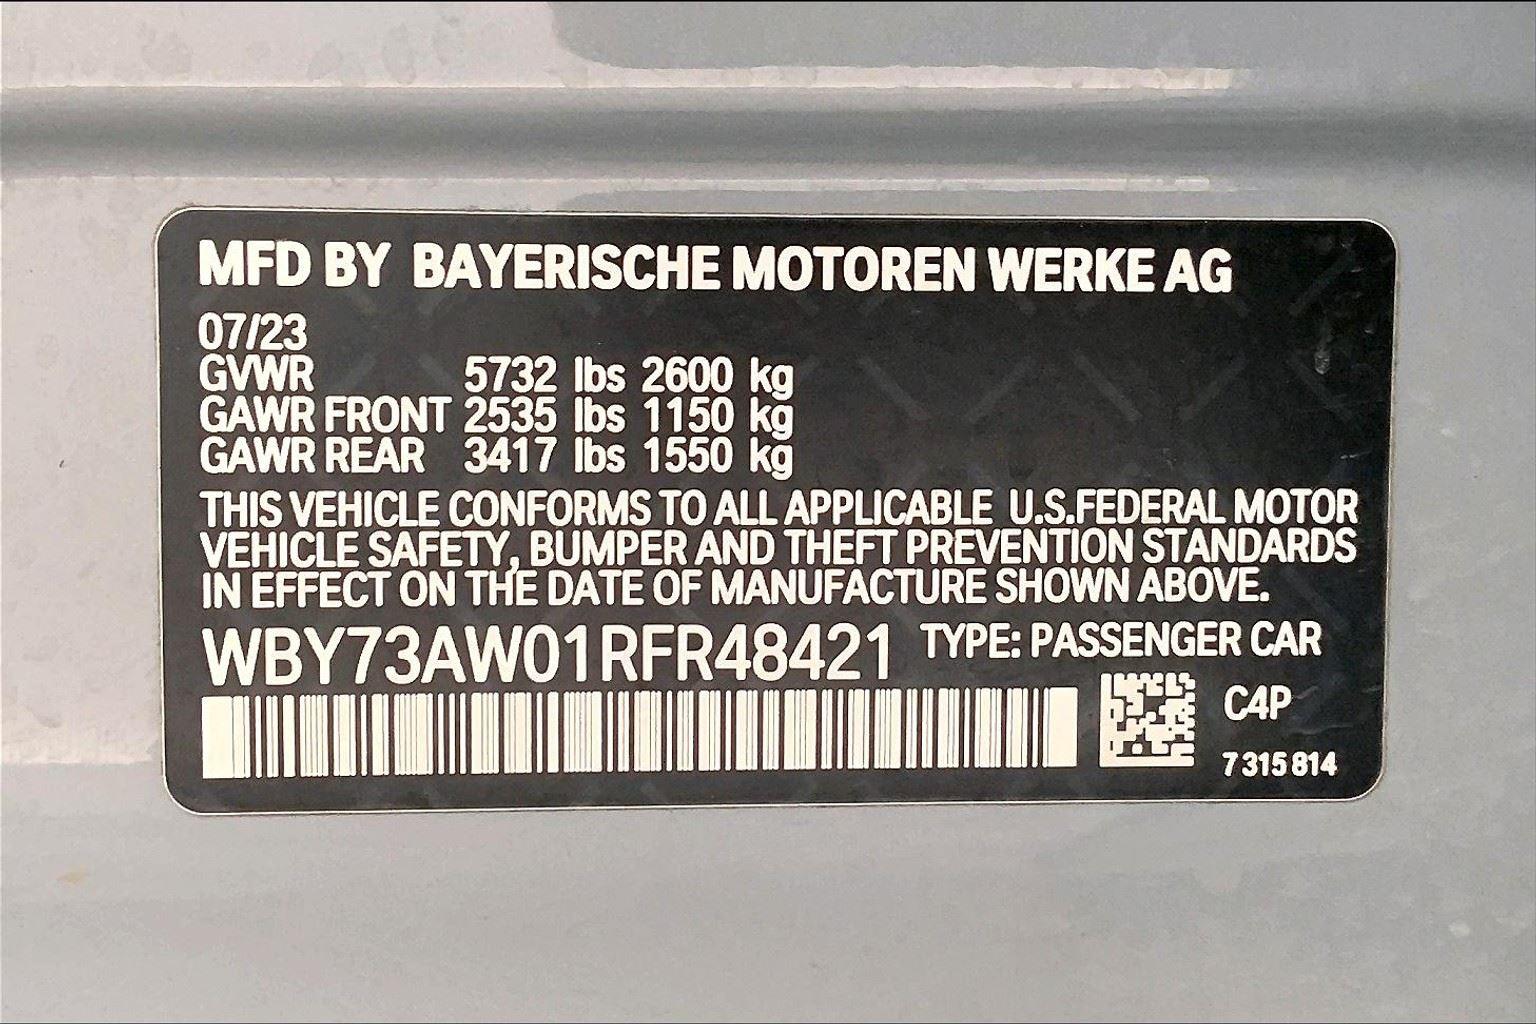 MFD BY BAYERISCHE MOTOREN WERKE AG
07/23
GVWR 5732 lbs 2600 kg
GAWR FRONT 2535 lbs 1150 kg
GAWR REAR 3417 lbs 1550 kg
THIS VEHICLE CONFORMS TO ALL APPLICABLE U.S.FEDERAL MOTOR
VEHICLE SAFETY, BUMPER AND THEFT PREVENTION STANDARDS
IN EFFECT ON THE DATE OF MANUFACTURE SHOWN ABOVE.
WBY73AW01RFR48421 TYPE: PASSENGER CAR
C4P
7 315 814